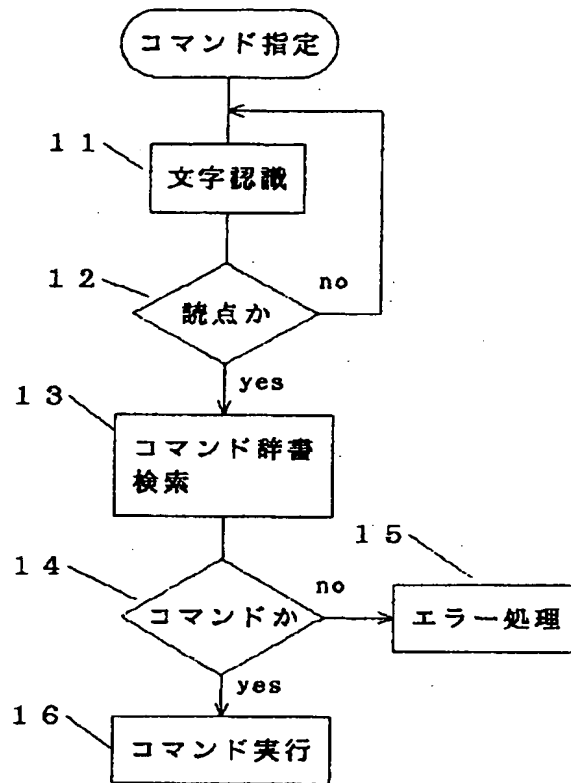 コマンド指定
11
文字認識
12
no
読点か
yes
13
コマンド辞書
検索
15
14
no
コマンドか
エラー処理
yes
16
コマンド実行